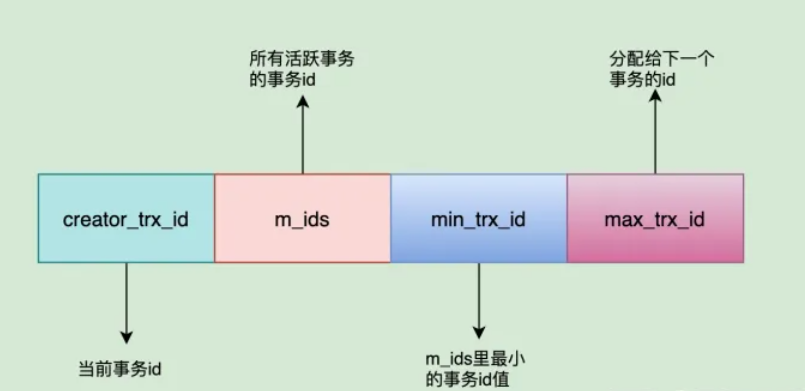 所有活跃事务
的事务id
分配给下一个
事务的id
creator_trx_id
m_ids
min_trx_id
max_trx_id
当前事务id
m_ids里最小
的事务id值